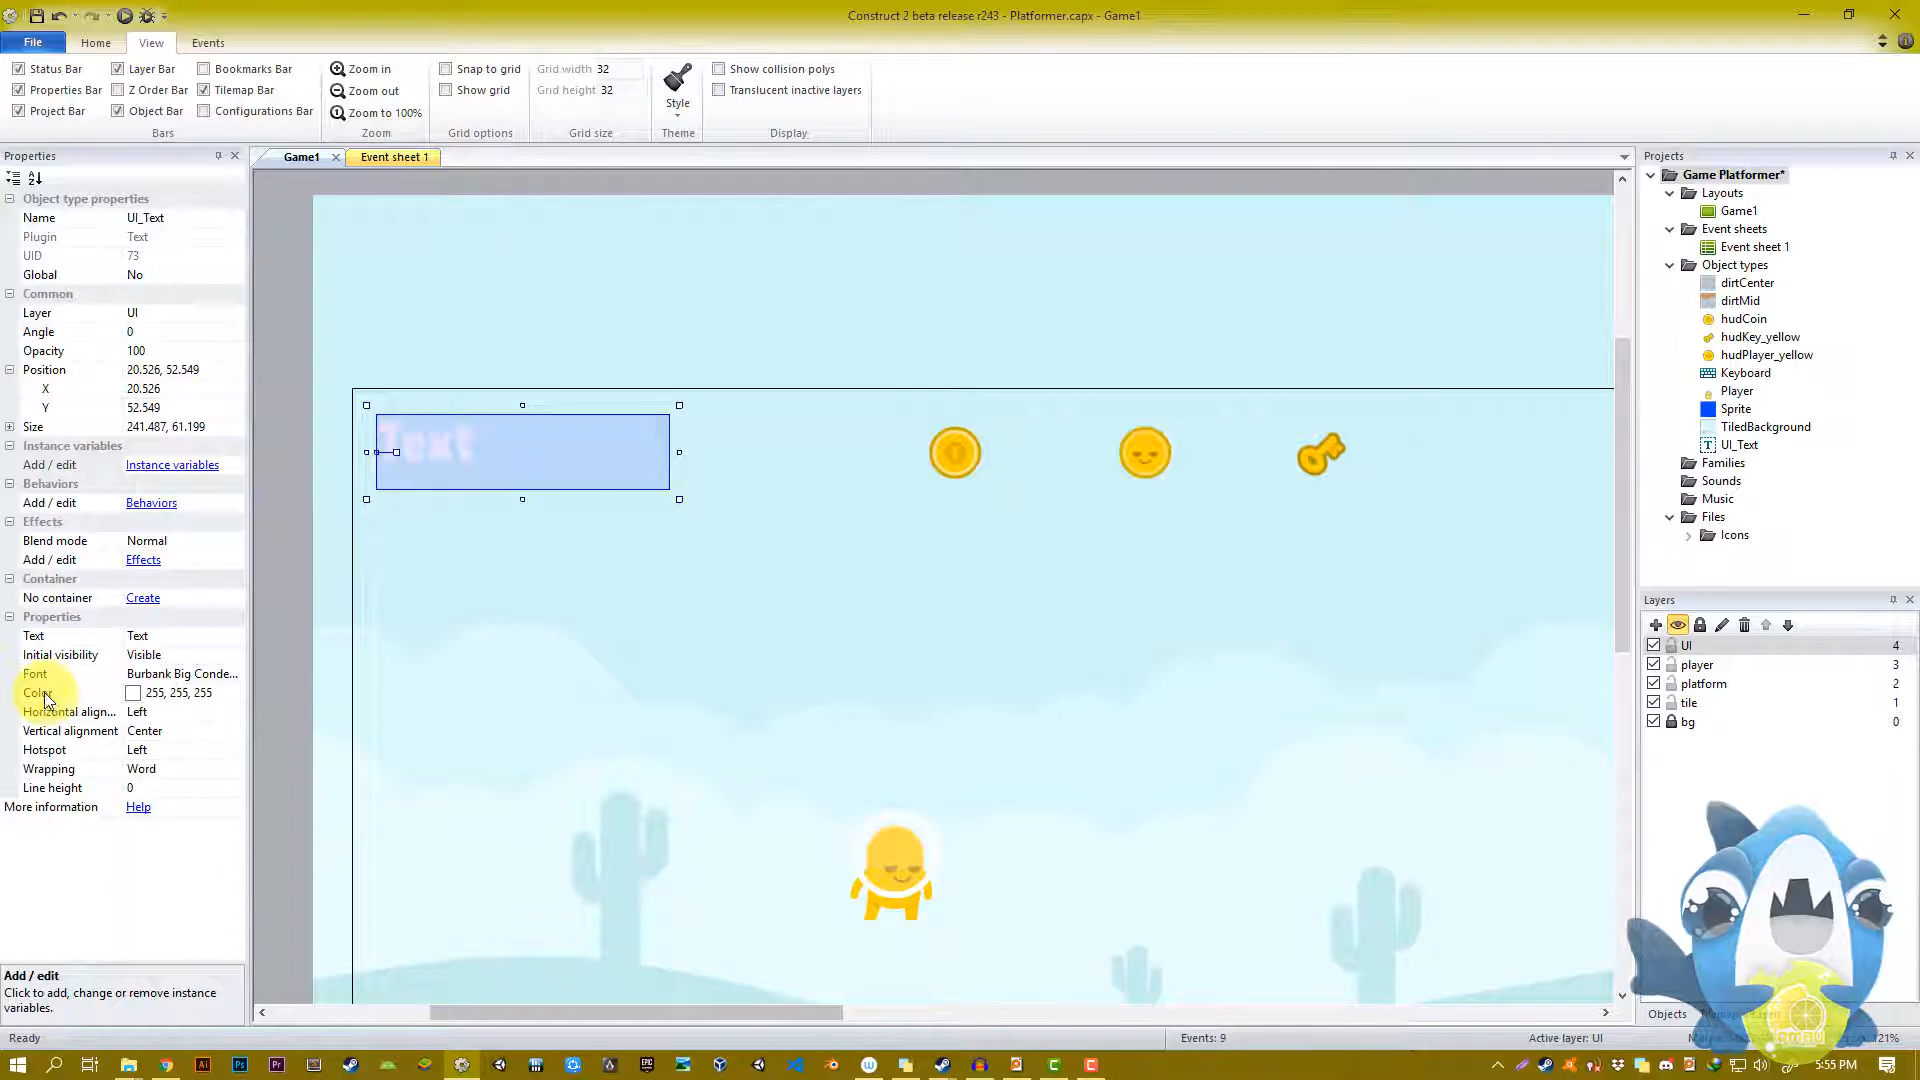 Construct 2 beta release r243 - Platformer.capx - Game1
File Home View Events
Status Bar Layer Bar Bookmarks Bar
Properties Bar Z Order Bar Tilemap Bar
Project Bar Object Bar Configurations Bar
Bars
Zoom in
Zoom out
Zoom to 100%
Zoom
Snap to grid
Show grid
Grid options
Grid width 32
Grid height 32
Grid size
Style
Theme
Show collision polys
Translucent inactive layers
Display
Properties
Game1
Event sheet 1
Object type properties
Name UI_Text
Plugin Text
UID 73
Global No
Common
Layer UI
Angle 0
Opacity 100
Position 20.526, 52.549
X 20.526
Y 52.549
Size 241.487, 61.199
Instance variables
Add / edit Instance variables
Behaviors
Add / edit Behaviors
Effects
Blend mode Normal
Add / edit Effects
Container
No container Create
Properties
Text Text
Initial visibility Visible
Font Burbank Big Conde...
Color 255, 255, 255
Horizontal align... Left
Vertical alignment Center
Hotspot Left
Wrapping Word
Line height 0
More information Help
Add / edit
Click to add, change or remove instance
variables.
Text
Projects
Game Platformer*
Layouts
Game1
Event sheets
Event sheet 1
Object types
dirtCenter
dirtMid
hudCoin
hudKey_yellow
hudPlayer_yellow
Keyboard
Player
Sprite
TiledBackground
UI_Text
Families
Sounds
Music
Files
Icons
Layers
UI 4
player 3
platform 2
tile 1
bg 0
Objects
Ready
Events: 9
Active layer: UI
121%
5:55 PM